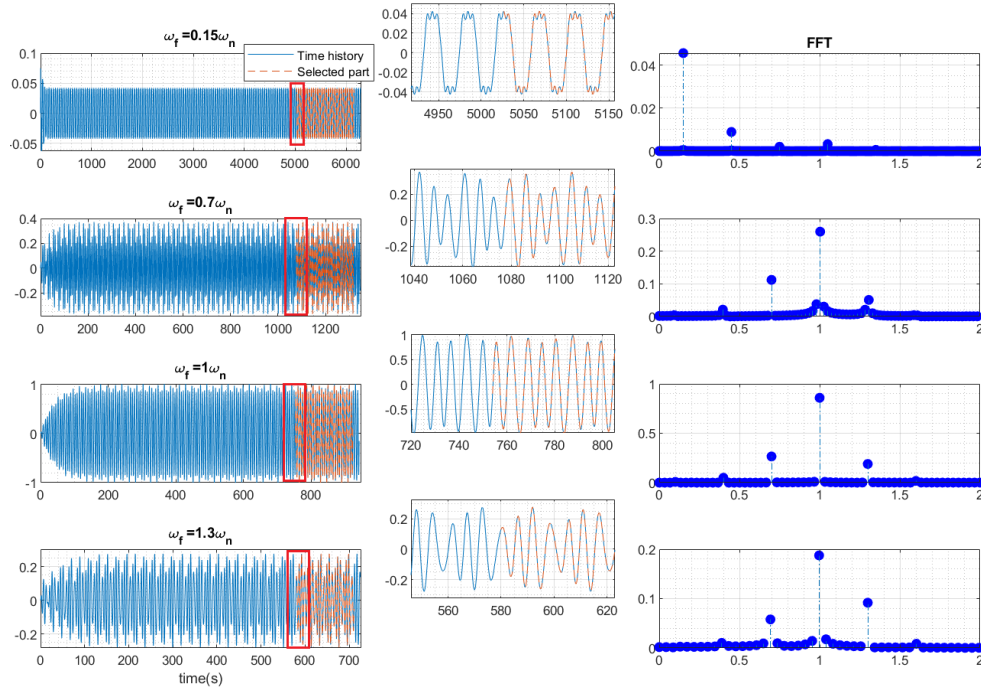 ω_f =0.15ω_n
Time history
Selected part
0.1
0.05
0
-0.05
0 1000 2000 3000 4000 5000 6000
0.04
0.02
0
-0.02
-0.04
4950 5000 5050 5100 5150
FFT
0.04
0.02
0
0 0.5 1 1.5 2
ω_f =0.7ω_n
0.4
0.2
0
-0.2
0 200 400 600 800 1000 1200
0.2
0
-0.2
1040 1060 1080 1100 1120
0.3
0.2
0.1
0
0 0.5 1 1.5 2
ω_f =1ω_n
1
0
-1
0 200 400 600 800
1
0.5
0
-0.5
720 740 760 780 800
1
0.5
0
0 0.5 1 1.5 2
ω_f =1.3ω_n
0.2
0
-0.2
0 100 200 300 400 500 600 700
time(s)
0.2
0
-0.2
560 580 600 620
0.2
0.1
0
0 0.5 1 1.5 2